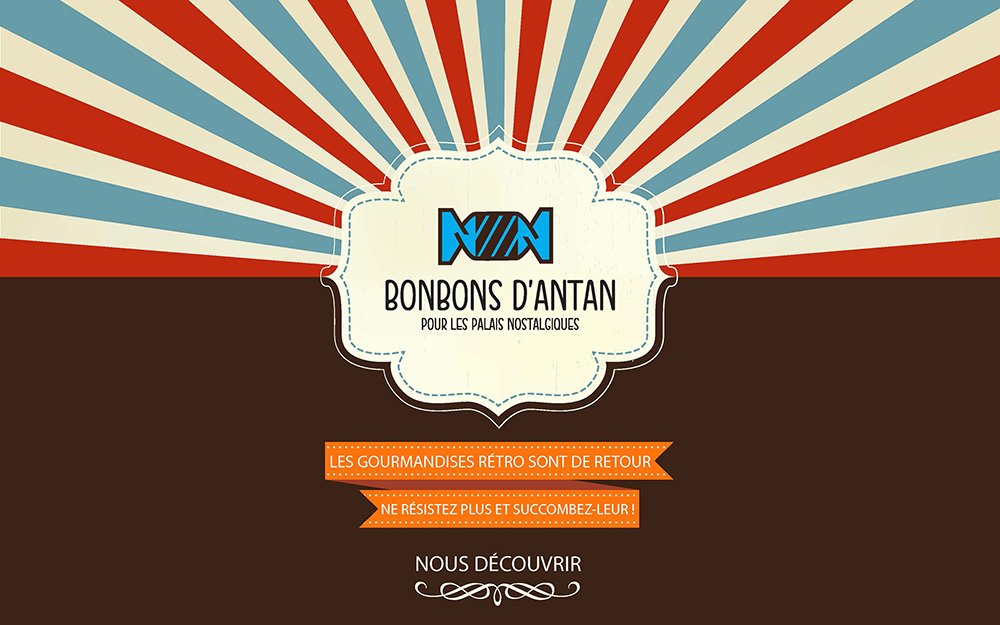 BONBONS D'ANTAN
POUR LES PALAIS NOSTALGIQUES
LES GOURMANDISES RÉTRO SONT DE RETOUR
NE RÉSISTEZ PLUS ET SUCCOMBEZ-LEUR !
NOUS DÉCOUVRIR